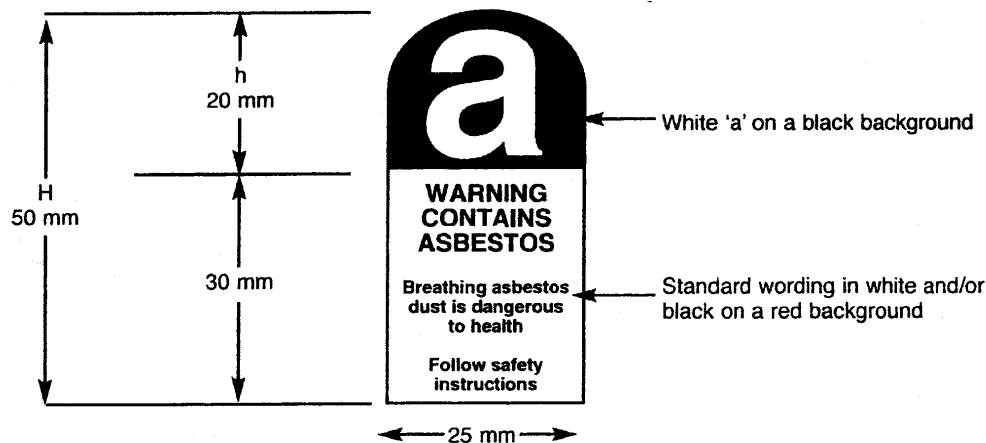 h
20 mm
H
50 mm
30 mm
a
WARNING
CONTAINS
ASBESTOS
Breathing asbestos
dust is dangerous
to health
Follow safety
instructions
White ‘a’ on a black background
Standard wording in white and/or
black on a red background
25 mm